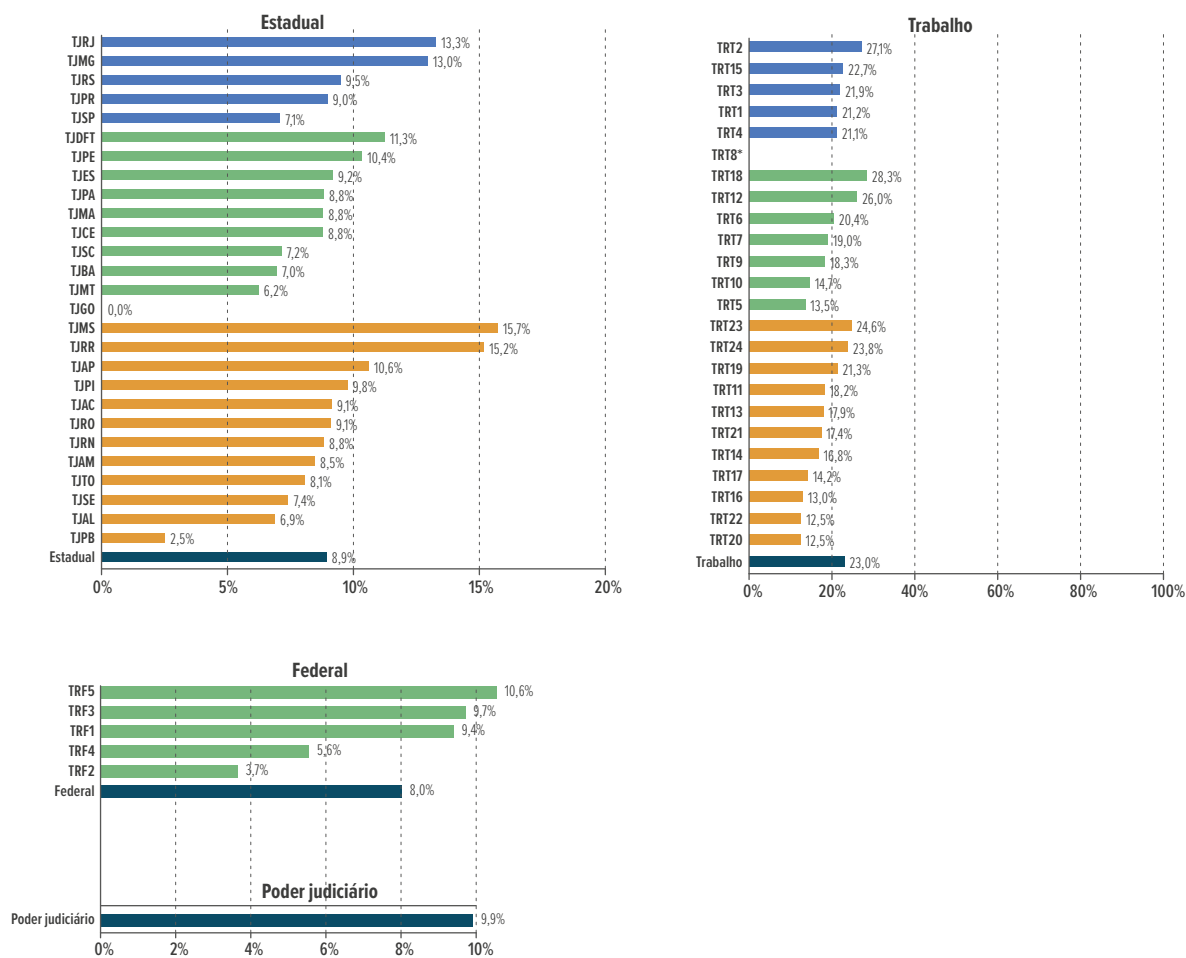 Estadual
TJRJ 13,3%
TJMG 13,0%
TJRS 9,5%
TJPR 9,0%
TJSP 7,1%
TJDFT 11,3%
TJPE 10,4%
TJES 9,2%
TJPA 8,8%
TJMA 8,8%
TJCE 8,8%
TJSC 7,2%
TJBA 7,0%
TJMT 6,2%
TJGO 0,0%
TJMS 15,7%
TJRR 15,2%
TJAP 10,6%
TJPI 9,8%
TJAC 9,1%
TJRO 9,1%
TJRN 8,8%
TJAM 8,5%
TJTO 8,1%
TJSE 7,4%
TJAL 6,9%
TJPB 2,5%
Estadual 8,9%
0% 5% 10% 15% 20%
Trabalho
TRT2 27,1%
TRT15 22,7%
TRT3 21,9%
TRT1 21,2%
TRT4 21,1%
TRT8*
TRT18 28,3%
TRT12 26,0%
TRT6 20,4%
TRT7 19,0%
TRT9 18,3%
TRT10 14,7%
TRT5 13,5%
TRT23 24,6%
TRT24 23,8%
TRT19 21,3%
TRT11 18,2%
TRT13 17,9%
TRT21 17,4%
TRT14 16,8%
TRT17 14,2%
TRT16 13,0%
TRT22 12,5%
TRT20 12,5%
Trabalho 23,0%
0% 20% 40% 60% 80% 100%
Federal
TRF5 10,6%
TRF3 9,7%
TRF1 9,4%
TRF4 5,6%
TRF2 3,7%
Federal 8,0%
Poder judiciário
Poder judiciário 9,9%
0% 2% 4% 6% 8% 10%